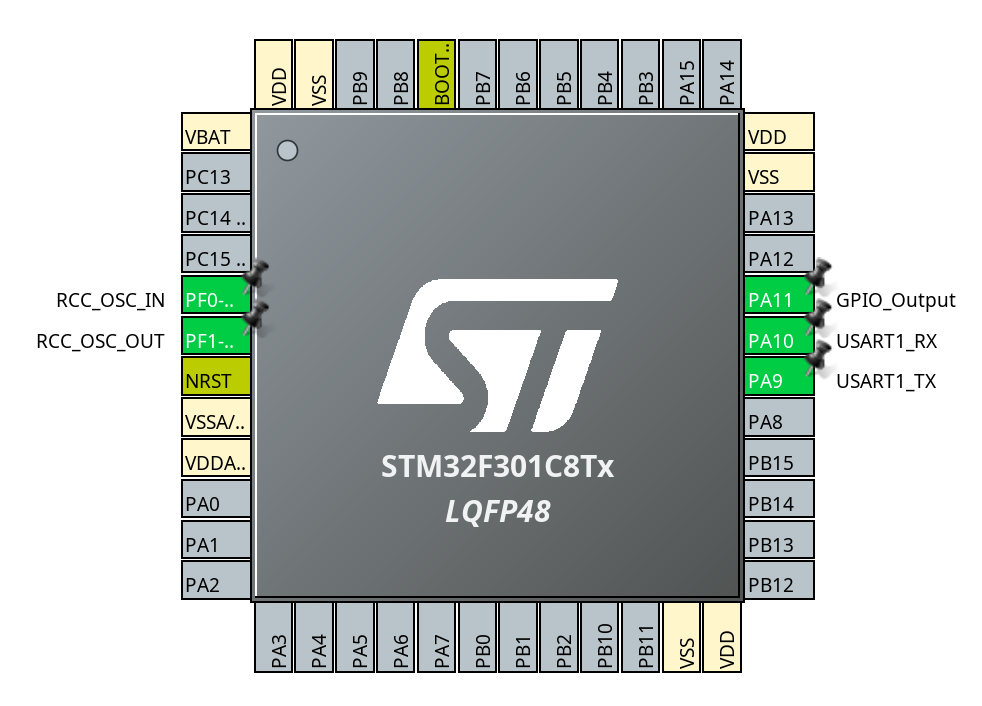 VDD
VSS
PB9
PB8
BOOT..
PB7
PB6
PB5
PB4
PB3
PA15
PA14
VBAT
PC13
PC14 ..
PC15 ..
RCC_OSC_IN PF0-..
RCC_OSC_OUT PF1-..
NRST
VSSA/..
VDDA..
PA0
PA1
PA2
VDD
VSS
PA13
PA12
PA11 GPIO_Output
PA10 USART1_RX
PA9 USART1_TX
PA8
PB15
PB14
PB13
PB12
ST
STM32F301C8Tx
LQFP48
PA3
PA4
PA5
PA6
PA7
PB0
PB1
PB2
PB10
PB11
VSS
VDD